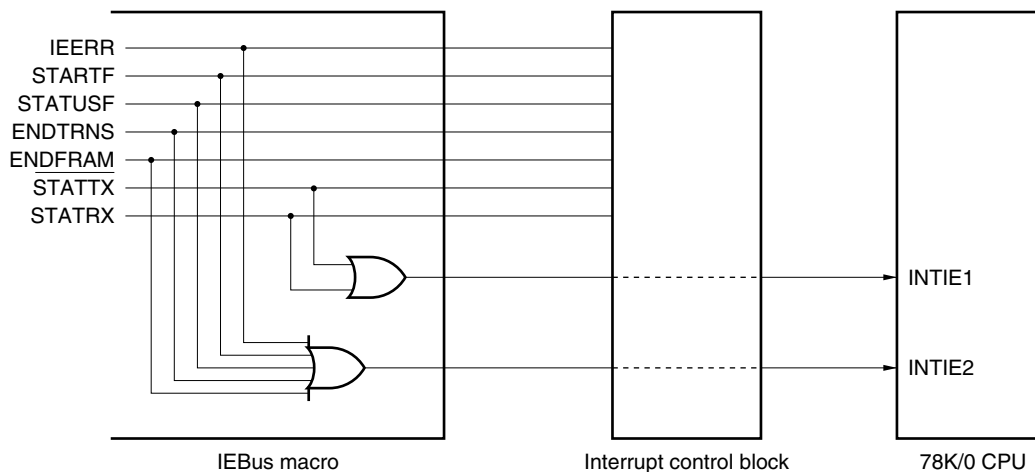 IEERR
STARTF
STATUSF
ENDTRNS
ENDFRAM
STATTX
STATRX
INTIE1
INTIE2
IEBus macro
Interrupt control block
78K/0 CPU